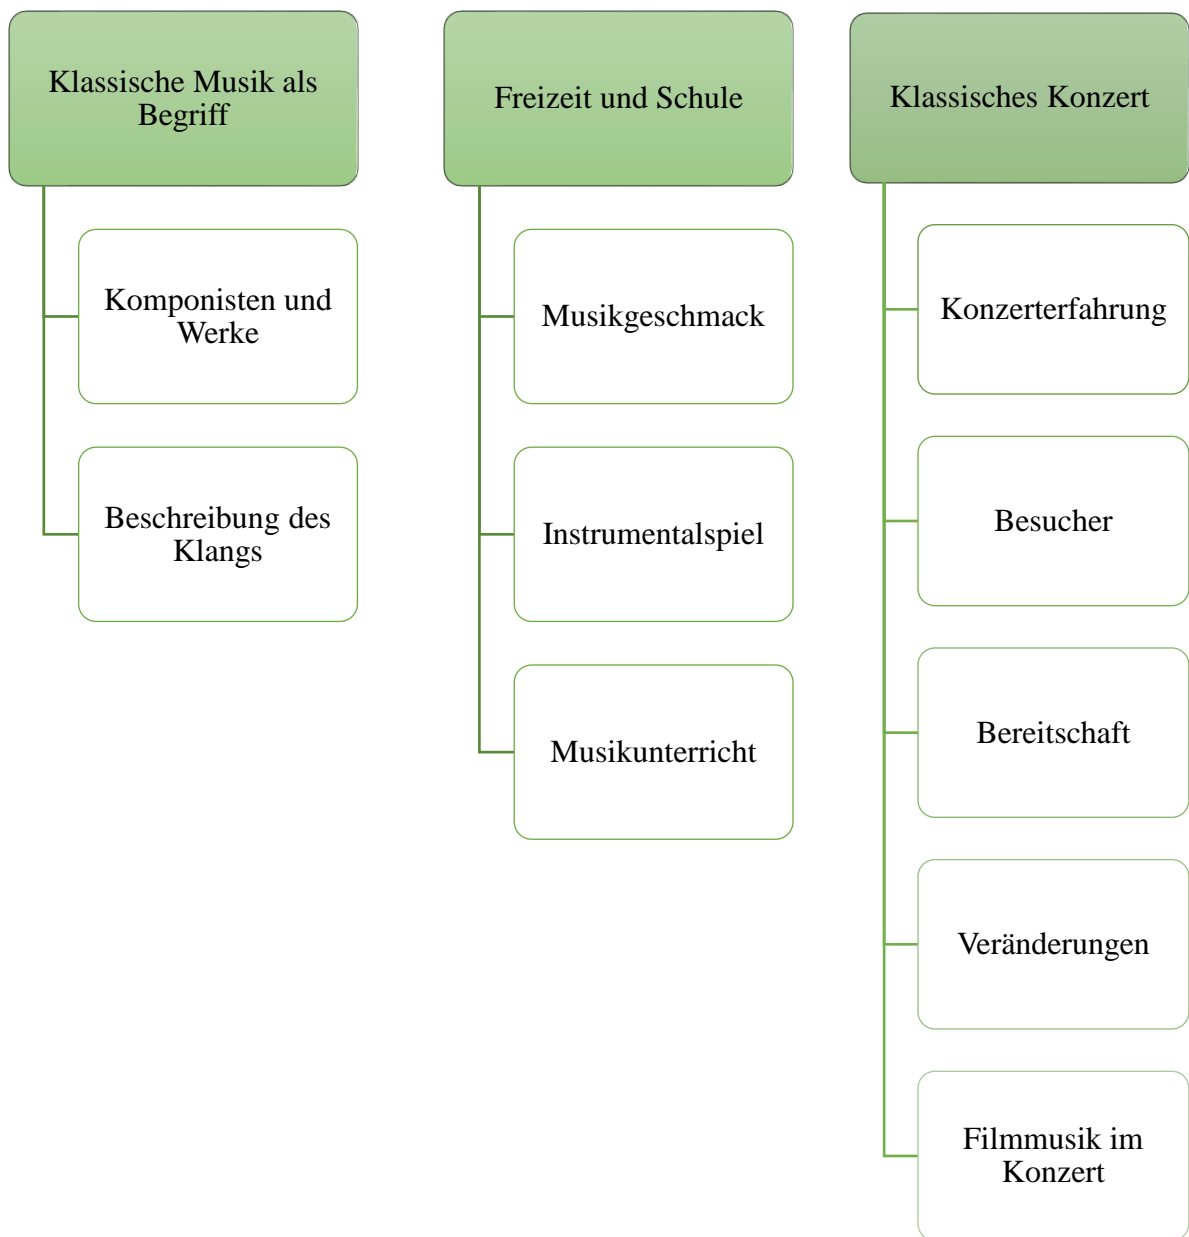 Klassische Musik als
Begriff
Komponisten und
Werke
Beschreibung des
Klangs
Freizeit und Schule
Musikgeschmack
Instrumentalspiel
Musikunterricht
Klassisches Konzert
Konzerterfahrung
Besucher
Bereitschaft
Veränderungen
Filmmusik im
Konzert